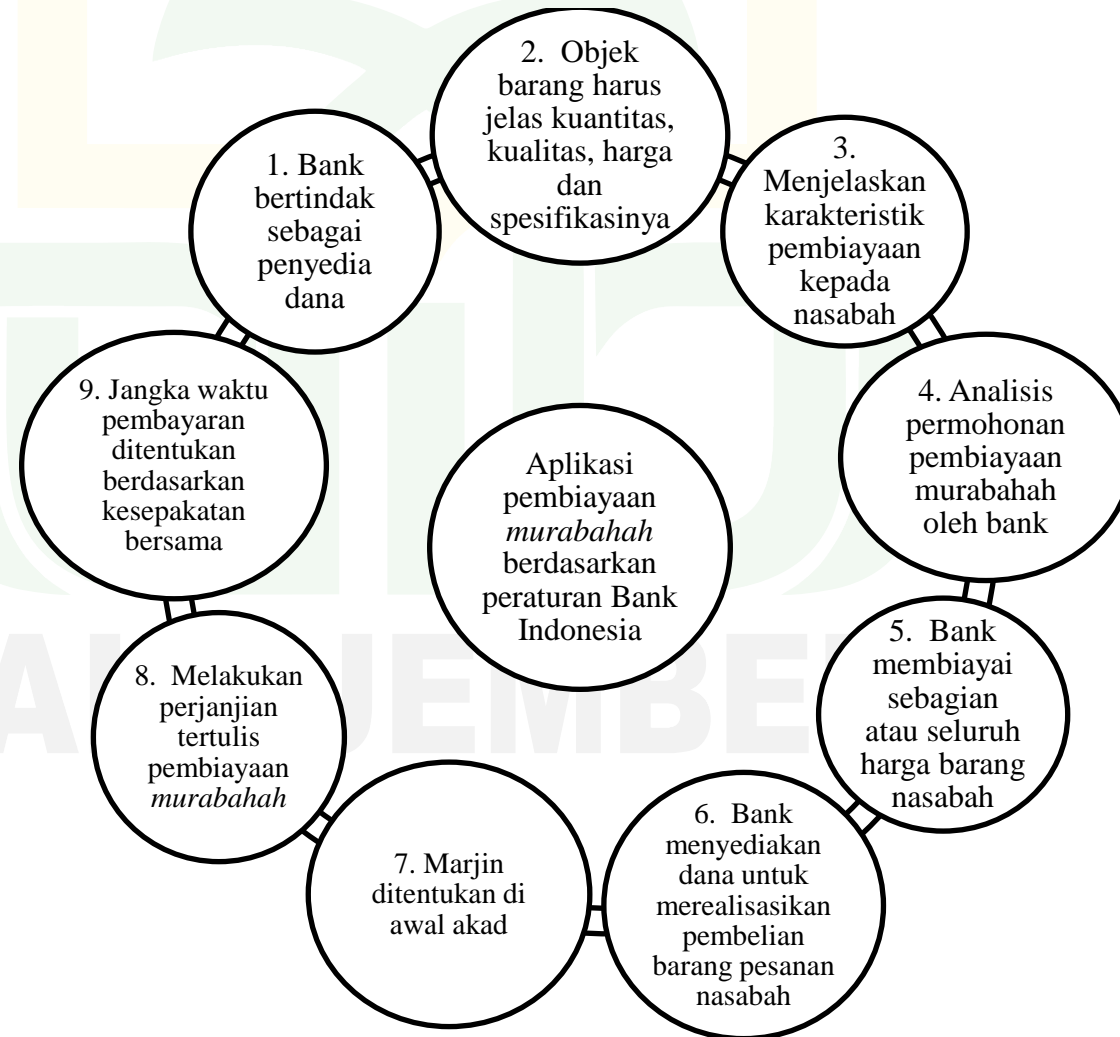 1. Bank
bertindak
sebagai
penyedia
dana
2. Objek
barang harus
jelas kuantitas,
kualitas, harga
dan
spesifikasinya
3.
Menjelaskan
karakteristik
pembiayaan
kepada
nasabah
4. Analisis
permohonan
pembiayaan
murabahah
oleh bank
5. Bank
membiayai
sebagian
atau seluruh
harga barang
nasabah
6. Bank
menyediakan
dana untuk
merealisasikan
pembelian
barang pesanan
nasabah
7. Marjin
ditentukan di
awal akad
8. Melakukan
perjanjian
tertulis
pembiayaan
murabahah
9. Jangka waktu
pembayaran
ditentukan
berdasarkan
kesepakatan
bersama
Aplikasi
pembiayaan
murabahah
berdasarkan
peraturan Bank
Indonesia